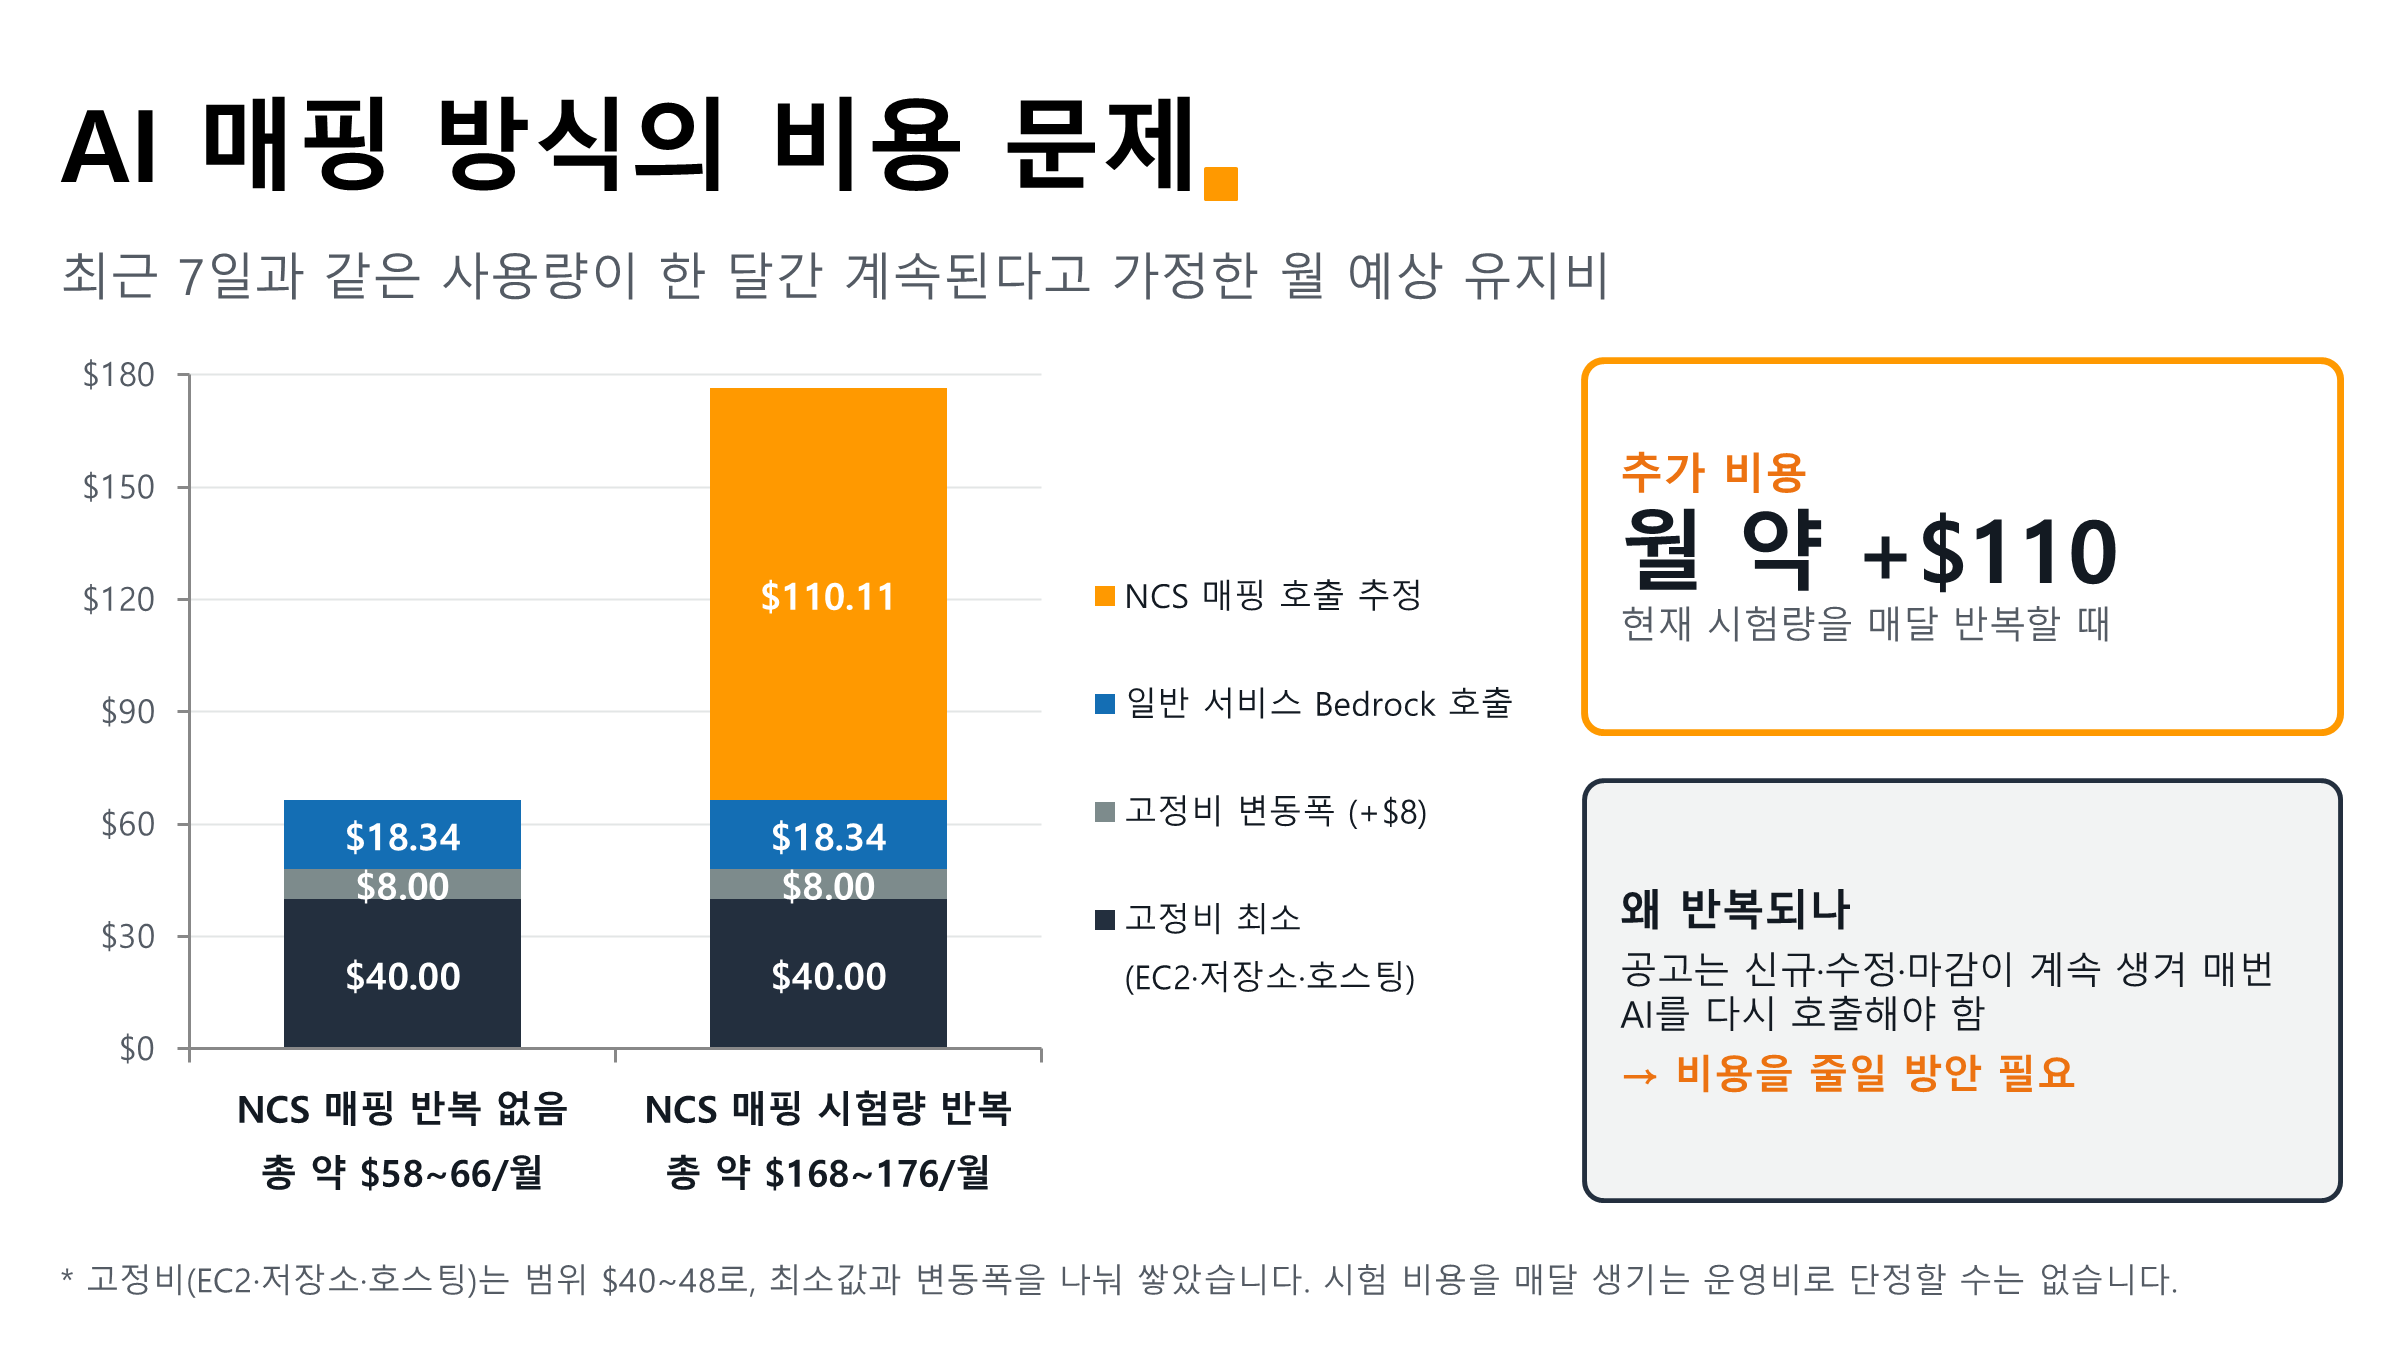 AI 매핑 방식의 비용 문제
최근 7일과 같은 사용량이 한 달간 계속된다고 가정한 월 예상 유지비
$180
$150
$120
$90
$60
$30
$0
$18.34
$8.00
$40.00
$110.11
$18.34
$8.00
$40.00
NCS 매핑 반복 없음
총 약 $58~66/월
NCS 매핑 시험량 반복
총 약 $168~176/월
NCS 매핑 호출 추정
일반 서비스 Bedrock 호출
고정비 변동폭 (+$8)
고정비 최소
(EC2·저장소·호스팅)
추가 비용
월 약 +$110
현재 시험량을 매달 반복할 때
왜 반복되나
공고는 신규·수정·마감이 계속 생겨 매번
AI를 다시 호출해야 함
→ 비용을 줄일 방안 필요
* 고정비(EC2·저장소·호스팅)는 범위 $40~48로, 최소값과 변동폭을 나눠 쌓았습니다. 시험 비용을 매달 생기는 운영비로 단정할 수는 없습니다.